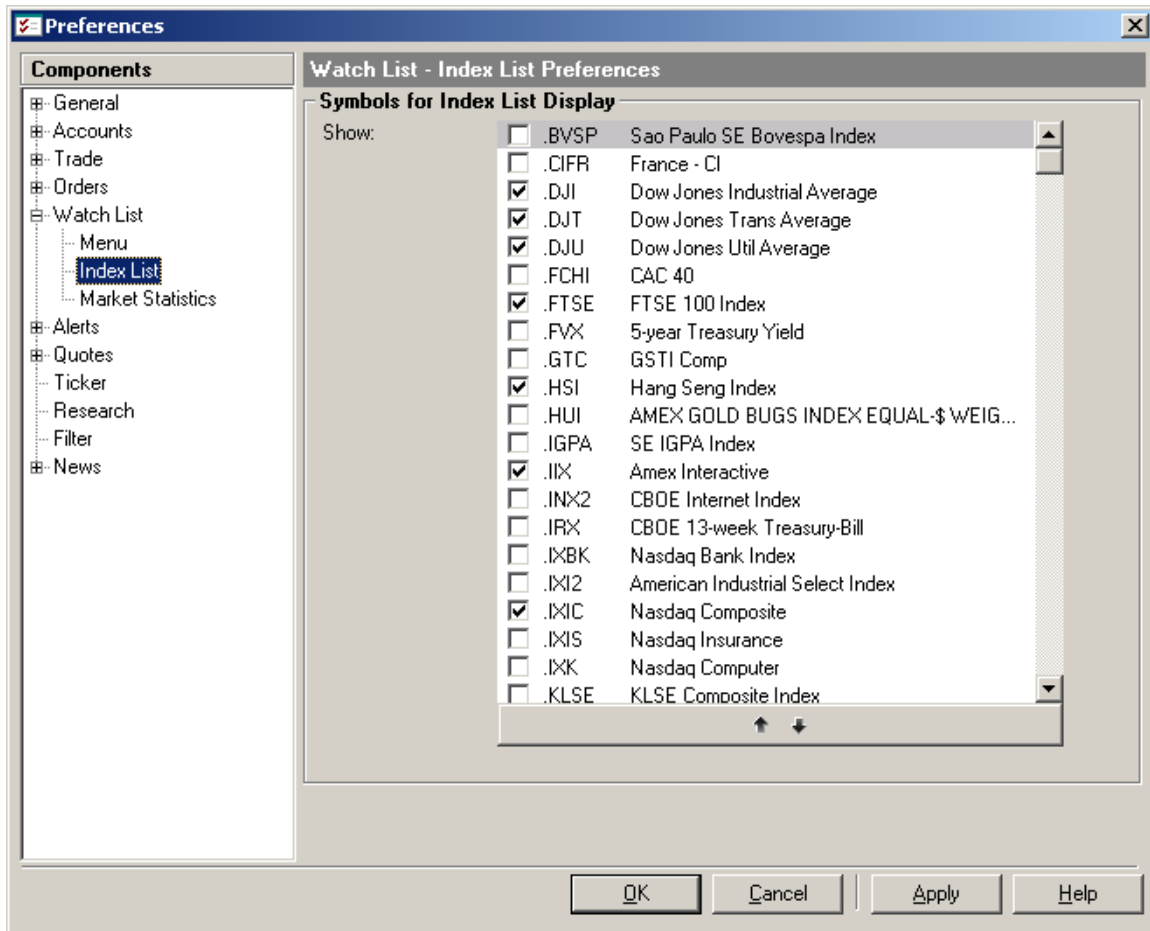 Preferences
Components
General
Accounts
Trade
Orders
Watch List
Menu
Index List
Market Statistics
Alerts
Quotes
Ticker
Research
Filter
News
Watch List - Index List Preferences
Symbols for Index List Display
Show:
.BVSP Sao Paulo SE Bovespa Index
.CIFR France - CI
.DJI Dow Jones Industrial Average
.DJT Dow Jones Trans Average
.DJU Dow Jones Util Average
.FCHI CAC 40
.FTSE FTSE 100 Index
.FVX 5-year Treasury Yield
.GTC GSTI Comp
.HSI Hang Seng Index
.HUI AMEX GOLD BUGS INDEX EQUAL-$ WEIG...
.IGPA SE IGPA Index
.IIX Amex Interactive
.INX2 CBOE Internet Index
.IRX CBOE 13-week Treasury-Bill
.IXBK Nasdaq Bank Index
.IXI2 American Industrial Select Index
.IXIC Nasdaq Composite
.IXIS Nasdaq Insurance
.IXK Nasdaq Computer
.KLSE KLSE Composite Index
OK Cancel Apply Help